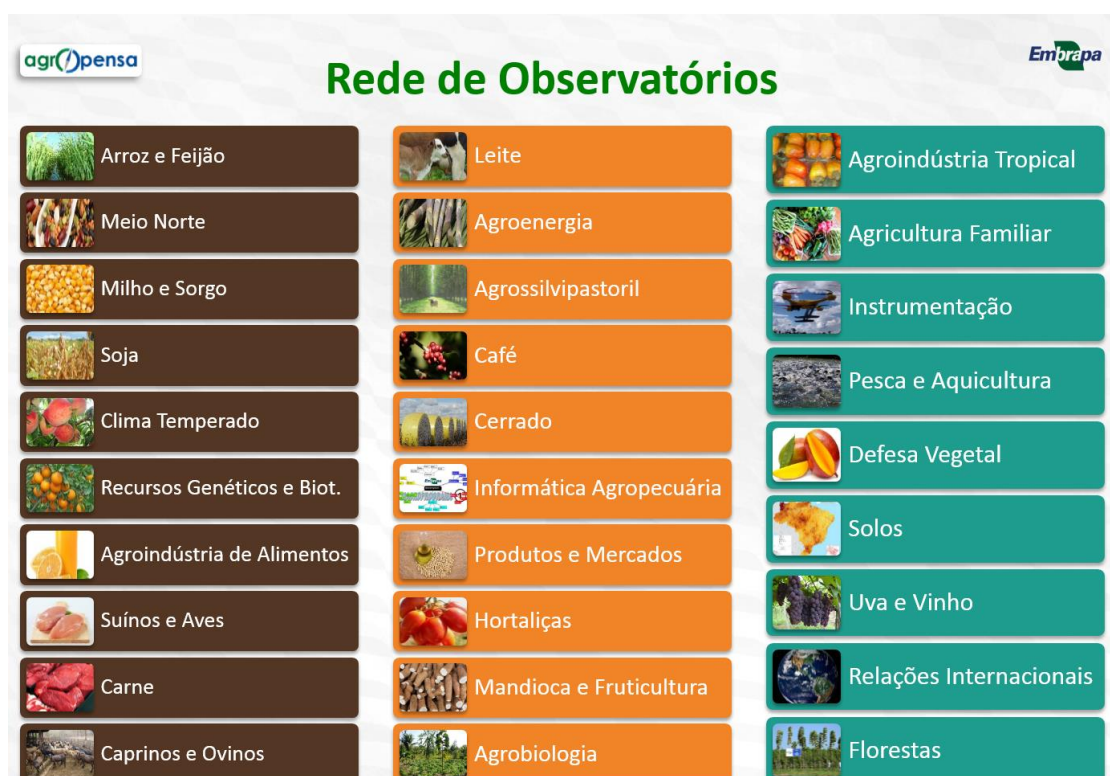 agropensa
Embrapa
Rede de Observatórios
Arroz e Feijão
Meio Norte
Milho e Sorgo
Soja
Clima Temperado
Recursos Genéticos e Biot.
Agroindústria de Alimentos
Suínos e Aves
Carne
Caprinos e Ovinos
Leite
Agroenergia
Agrossilvipastoril
Café
Cerrado
Informática Agropecuária
Produtos e Mercados
Hortaliças
Mandioca e Fruticultura
Agrobiologia
Agroindústria Tropical
Agricultura Familiar
Instrumentação
Pesca e Aquicultura
Defesa Vegetal
Solos
Uva e Vinho
Relações Internacionais
Florestas